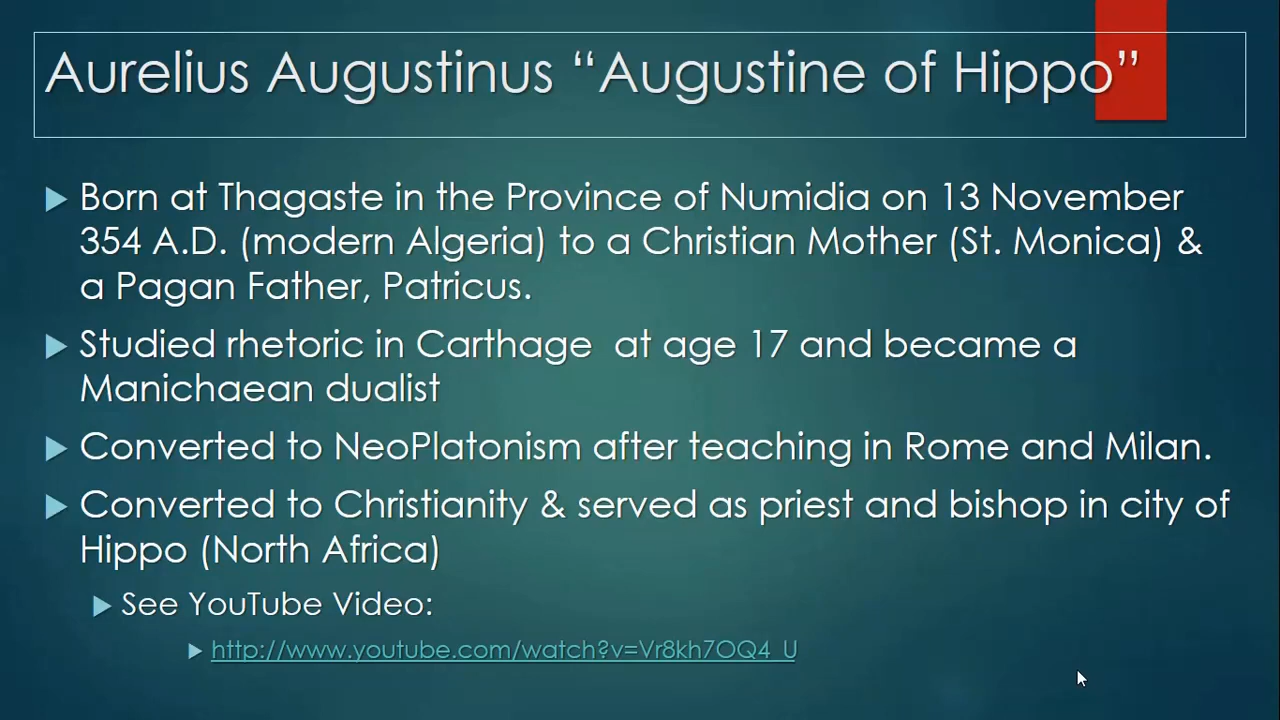 Aurelius Augustinus “Augustine of Hippo”
Born at Thagaste in the Province of Numidia on 13 November
354 A.D. (modern Algeria) to a Christian Mother (St. Monica) &
a Pagan Father, Patricus.
Studied rhetoric in Carthage at age 17 and became a
Manichaean dualist
Converted to NeoPlatonism after teaching in Rome and Milan.
Converted to Christianity & served as priest and bishop in city of
Hippo (North Africa)
See YouTube Video:
http://www.youtube.com/watch?v=Vr8kh7OQ4_U